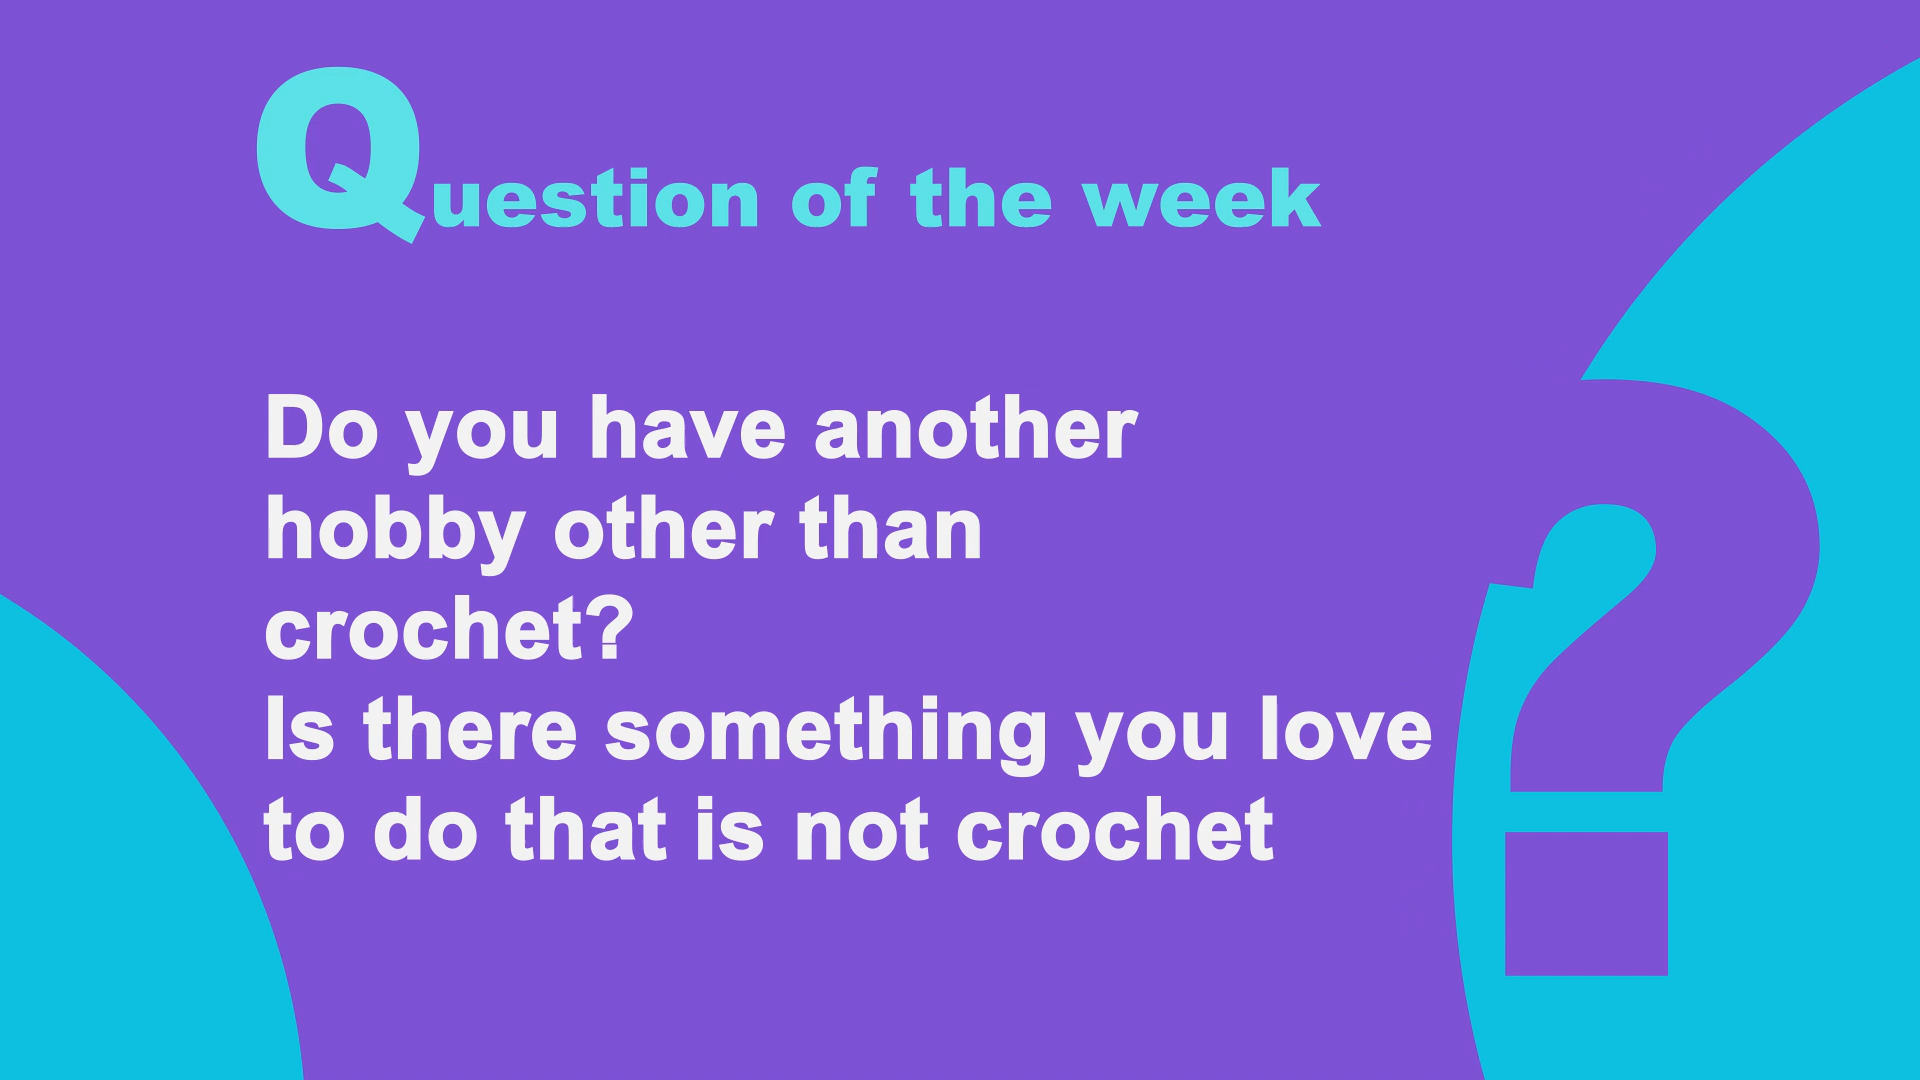 Question of the week
Do you have another
hobby other than
crochet?
Is there something you love
to do that is not crochet
?